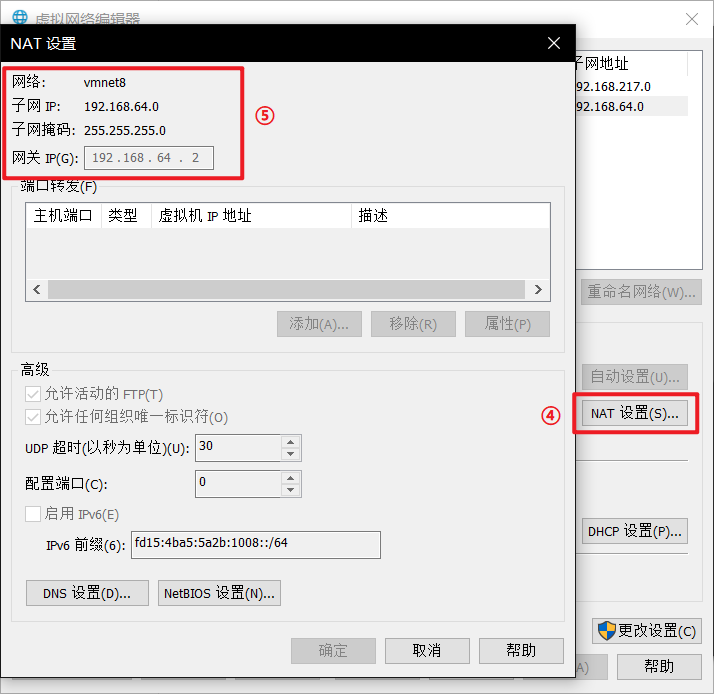 虚拟网络编辑器
NAT 设置
网络: vmnet8
子网 IP: 192.168.64.0
子网掩码: 255.255.255.0
网关 IP(G): 192 . 168 . 64 . 2
⑤
子网地址
92.168.217.0
92.168.64.0
端口转发(F)
主机端口 类型 虚拟机 IP 地址 描述
添加(A)... 移除(R) 属性(P)
重命名网络(W)...
高级
允许活动的 FTP(T)
允许任何组织唯一标识符(O)
UDP 超时(以秒为单位)(U): 30
配置端口(C): 0
启用 IPv6(E)
IPv6 前缀(6): fd15:4ba5:5a2b:1008::/64
DNS 设置(D)... NetBIOS 设置(N)...
确定 取消 帮助
自动设置(U)...
④
NAT 设置(S)...
DHCP 设置(P)...
更改设置(C)
A) 帮助